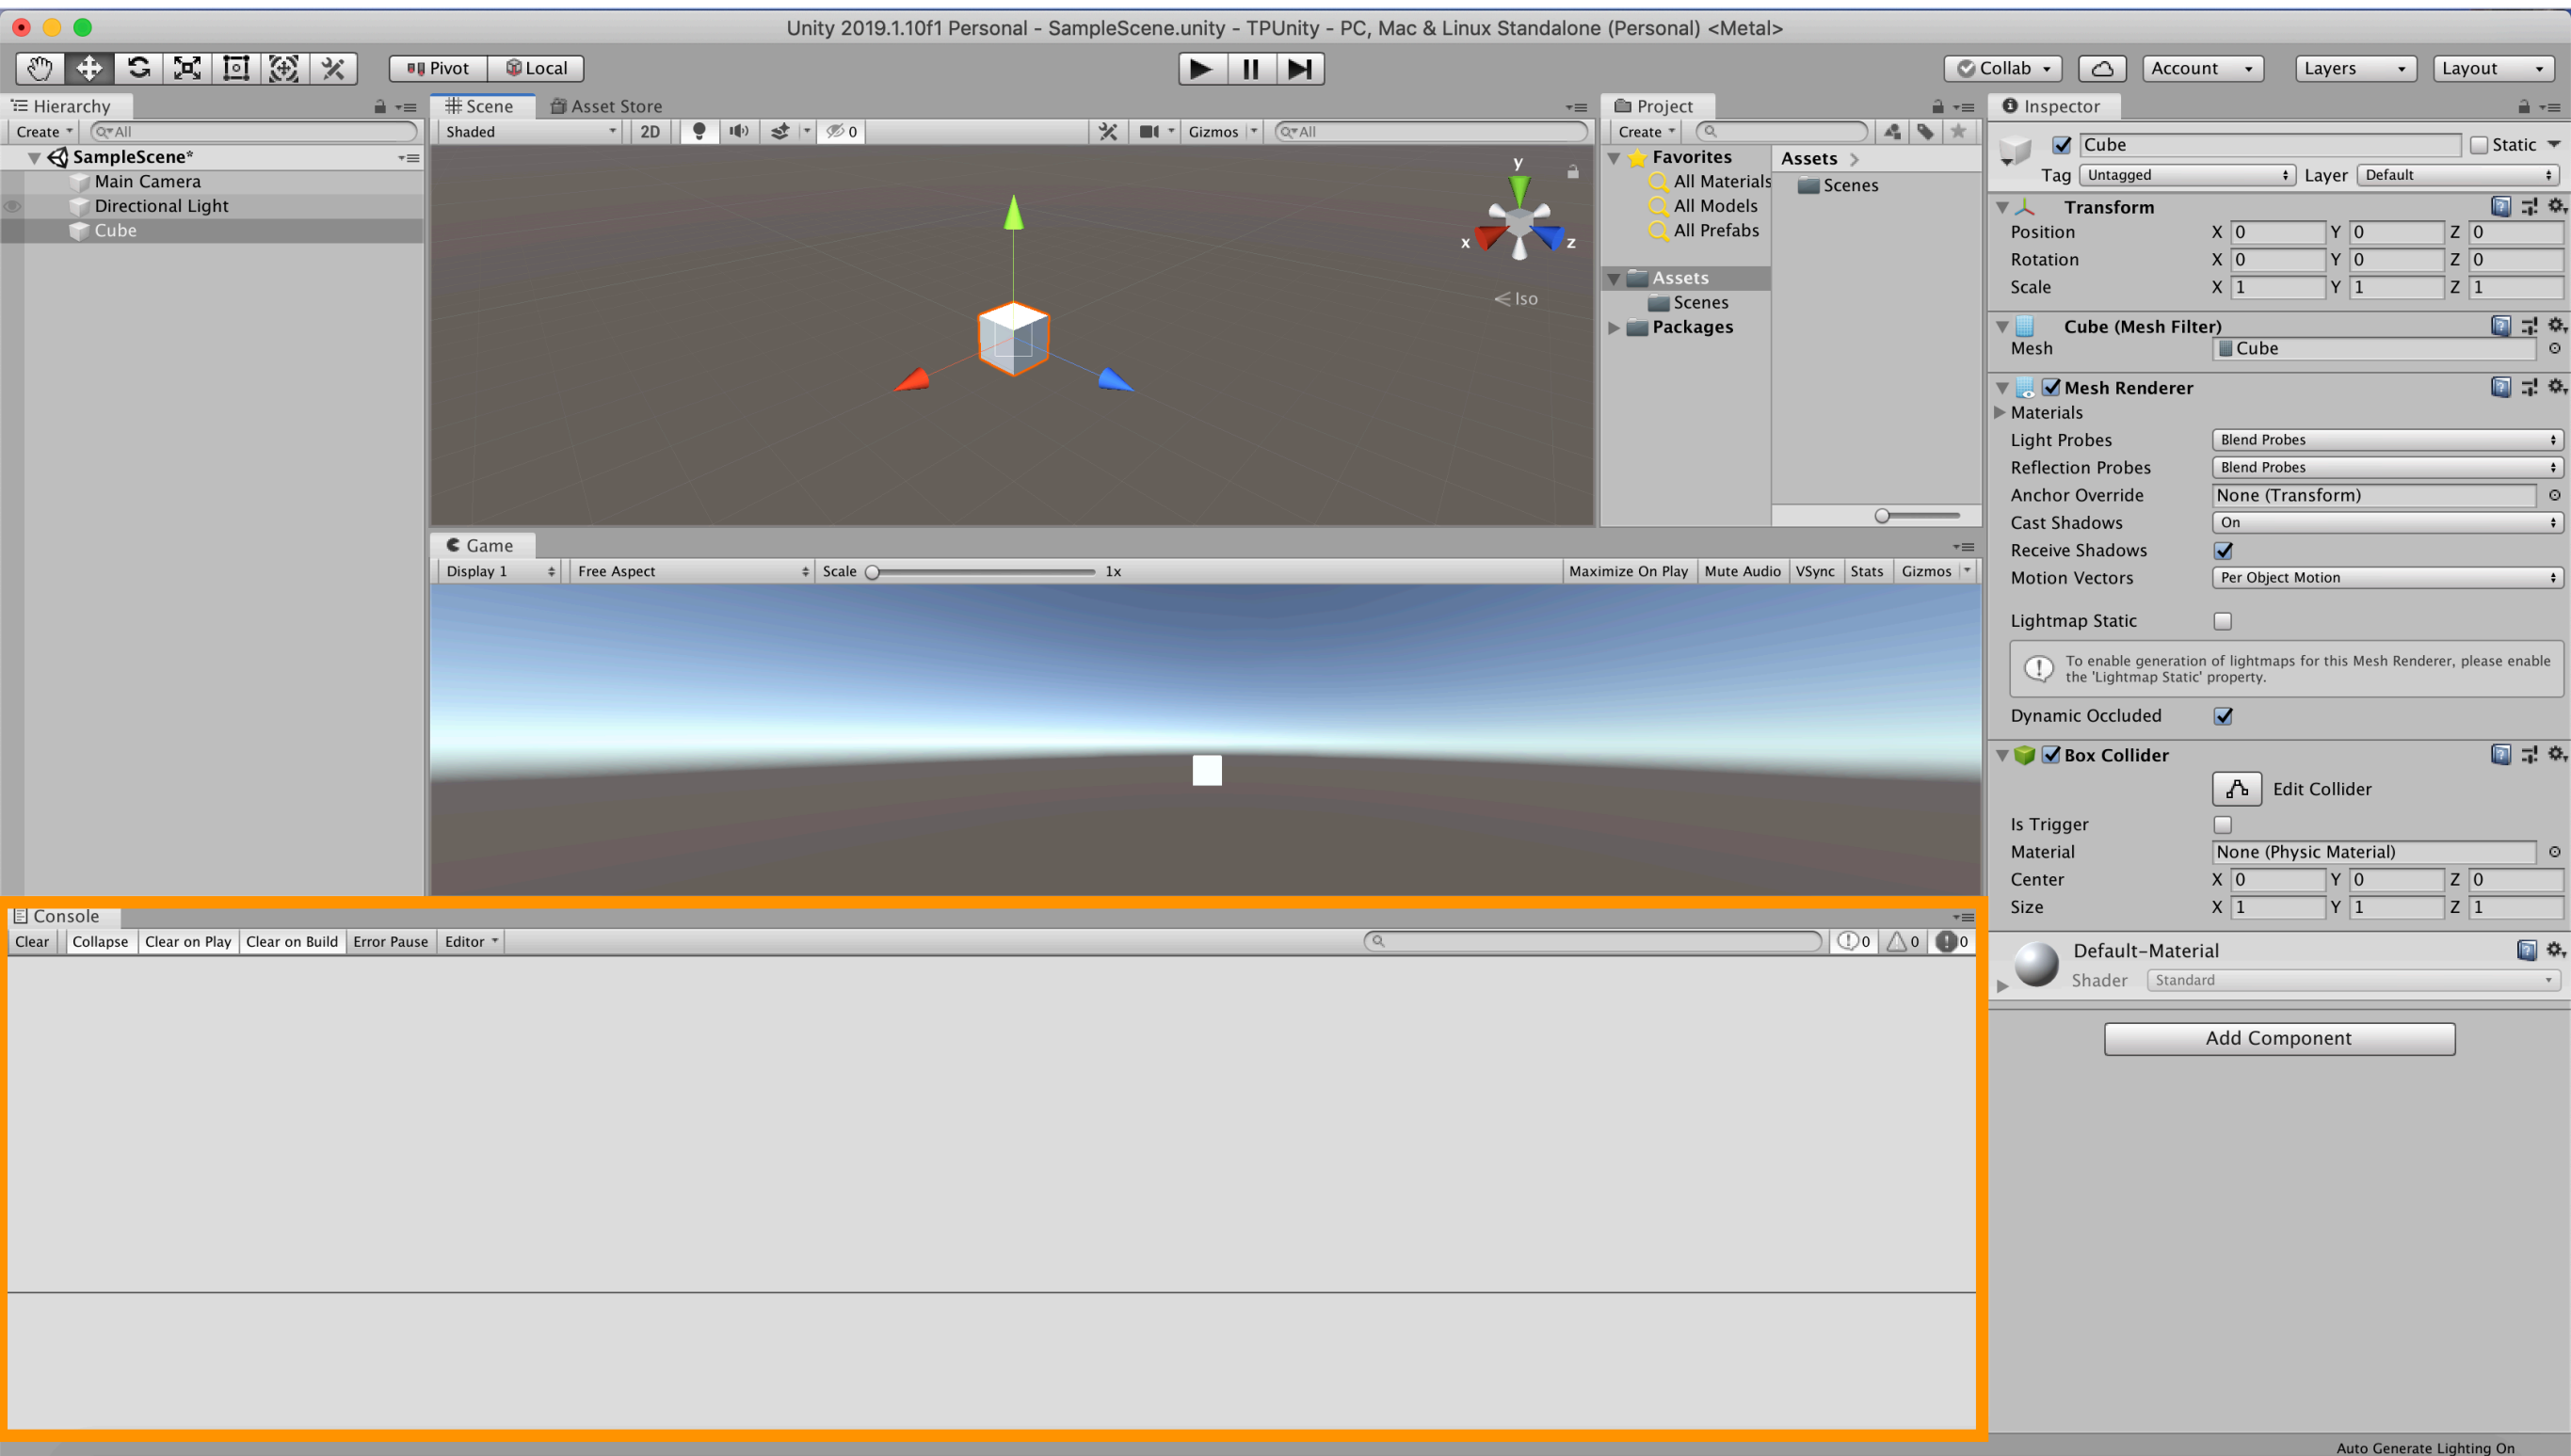 Unity 2019.1.10f1 Personal - SampleScene.unity - TPUnity - PC, Mac & Linux Standalone (Personal) <Metal>
Pivot Local
Collab Account Layers Layout
Hierarchy
Create All
SampleScene*
Main Camera
Directional Light
Cube
Scene Asset Store
Shaded 2D 0 Gizmos All
y
x z
Iso
Project
Create
Favorites
All Materials
All Models
All Prefabs
Assets
Scenes
Packages
Assets
Scenes
Game
Display 1 Free Aspect Scale 1x Maximize On Play Mute Audio VSync Stats Gizmos
Console
Clear Collapse Clear on Play Clear on Build Error Pause Editor 0 0 0
Inspector
Cube Static
Tag Untagged Layer Default
Transform
Position X 0 Y 0 Z 0
Rotation X 0 Y 0 Z 0
Scale X 1 Y 1 Z 1
Cube (Mesh Filter)
Mesh Cube
Mesh Renderer
Materials
Light Probes Blend Probes
Reflection Probes Blend Probes
Anchor Override None (Transform)
Cast Shadows On
Receive Shadows
Motion Vectors Per Object Motion
Lightmap Static
To enable generation of lightmaps for this Mesh Renderer, please enable
the 'Lightmap Static' property.
Dynamic Occluded
Box Collider
Edit Collider
Is Trigger
Material None (Physic Material)
Center X 0 Y 0 Z 0
Size X 1 Y 1 Z 1
Default-Material
Shader Standard
Add Component
Auto Generate Lighting On